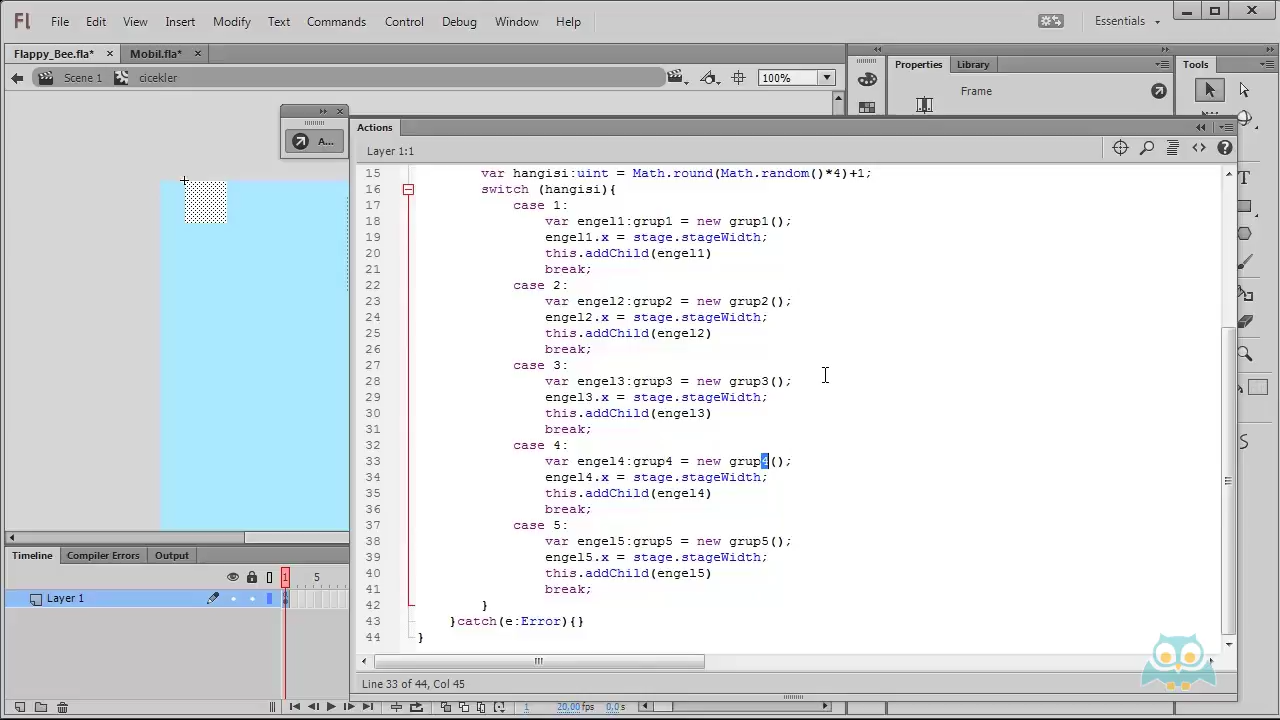 Fl File Edit View Insert Modify Text Commands Control Debug Window Help Essentials
Flappy_Bee.fla* Mobil.fla* Properties Library Tools
Scene 1 cicekler 100% Frame
A...
Actions
Layer 1:1
15 var hangisi:uint = Math.round(Math.random()*4)+1;
16 switch (hangisi){
17 case 1:
18 var engel1:grup1 = new grup1();
19 engel1.x = stage.stageWidth;
20 this.addChild(engel1)
21 break;
22 case 2:
23 var engel2:grup2 = new grup2();
24 engel2.x = stage.stageWidth;
25 this.addChild(engel2)
26 break;
27 case 3:
28 var engel3:grup3 = new grup3();
29 engel3.x = stage.stageWidth;
30 this.addChild(engel3)
31 break;
32 case 4:
33 var engel4:grup4 = new grup4();
34 engel4.x = stage.stageWidth;
35 this.addChild(engel4)
36 break;
37 case 5:
38 var engel5:grup5 = new grup5();
39 engel5.x = stage.stageWidth;
40 this.addChild(engel5)
41 break;
42 }
43 }catch(e:Error){}
44 }
Line 33 of 44, Col 45
Timeline Compiler Errors Output
1 5
Layer 1
1 20.00 fps 0.0 s